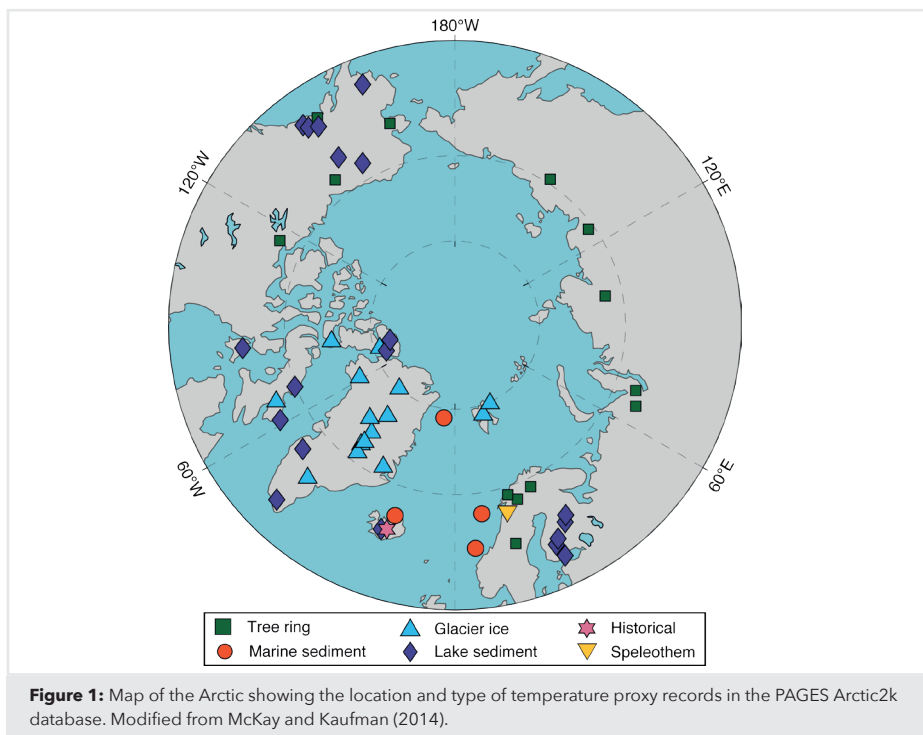 180°W
120°W
120°E
60°W
60°E
Tree ring
Glacier ice
Historical
Marine sediment
Lake sediment
Speleothem
Figure 1: Map of the Arctic showing the location and type of temperature proxy records in the PAGES Arctic2k
database. Modified from McKay and Kaufman (2014).